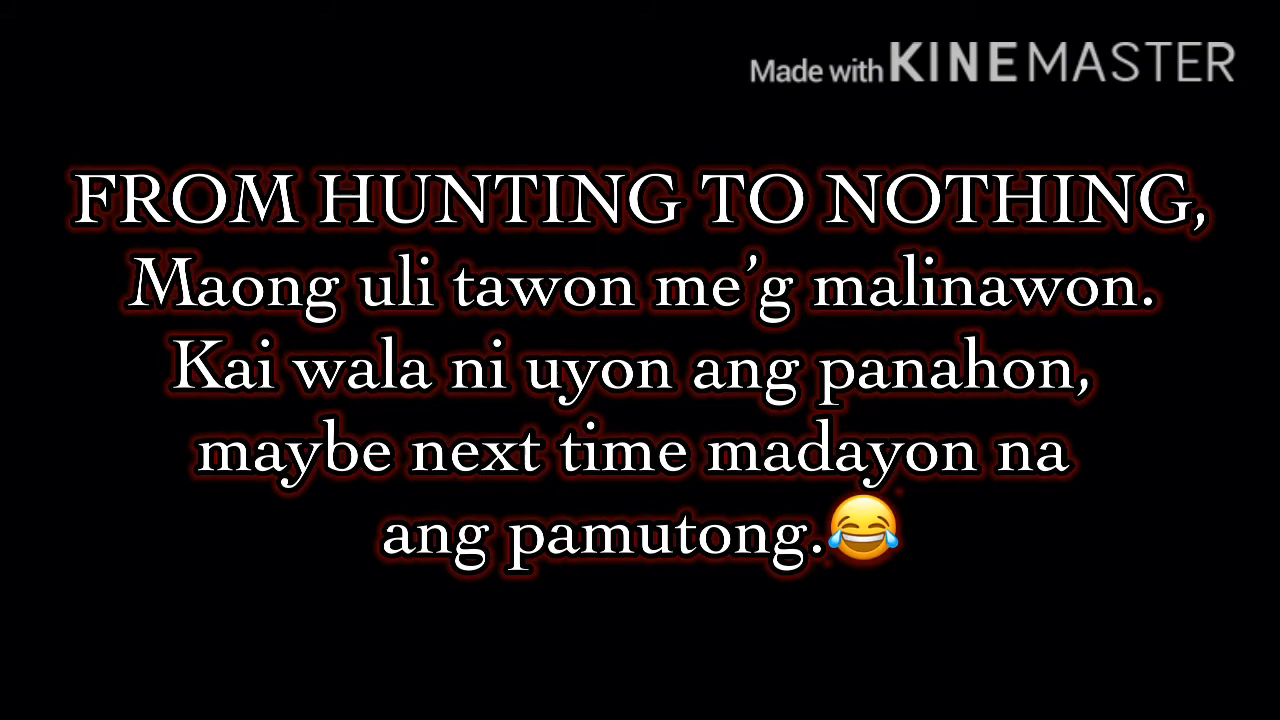 Made with KINEMASTER
FROM HUNTING TO NOTHING,
Maong uli tawon me’g malinawon.
Kai wala ni uyon ang panahon,
maybe next time madayon na
ang pamutong.😂